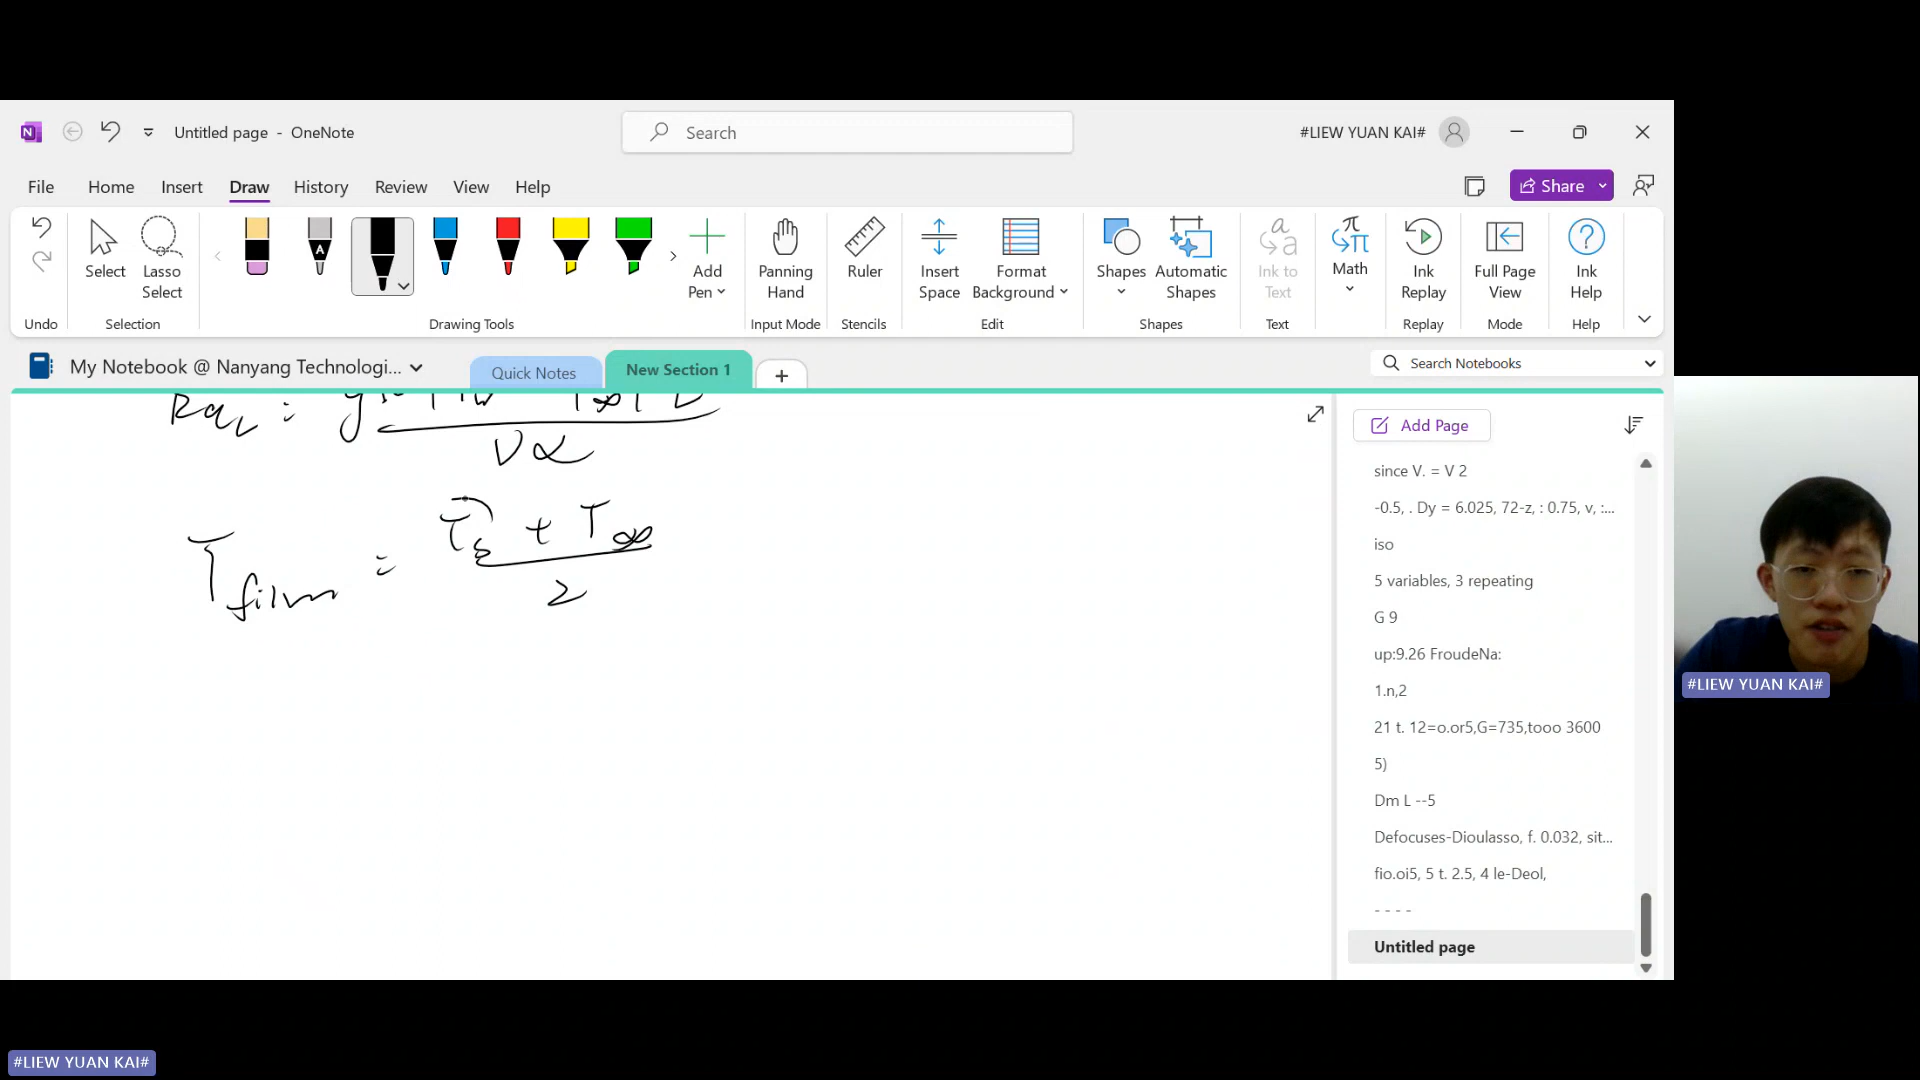 Untitled page - OneNote
Search
#LIEW YUAN KAI#
File Home Insert Draw History Review View Help
Share
Select
Lasso Select
A
Add Pen
Panning Hand
Ruler
Insert Space
Format Background
Shapes
Automatic Shapes
Ink to Text
Math
Ink Replay
Full Page View
Ink Help
Undo Selection Drawing Tools Input Mode Stencils Edit Shapes Text Replay Mode Help
My Notebook @ Nanyang Technologi...
Quick Notes
New Section 1
Search Notebooks
Add Page
since V. = V 2
-0.5, . Dy = 6.025, 72-z, : 0.75, v, :...
iso
5 variables, 3 repeating
G 9
up:9.26 FroudeNa:
1.n,2
21 t. 12=o.or5,G=735,tooo 3600
5)
Dm L --5
Defocuses-Dioulasso, f. 0.032, sit...
fio.oi5, 5 t. 2.5, 4 le-Deol,
- - - -
Untitled page
Ra_L =
να
T_film = T_s + T_∞
2
#LIEW YUAN KAI#
#LIEW YUAN KAI#